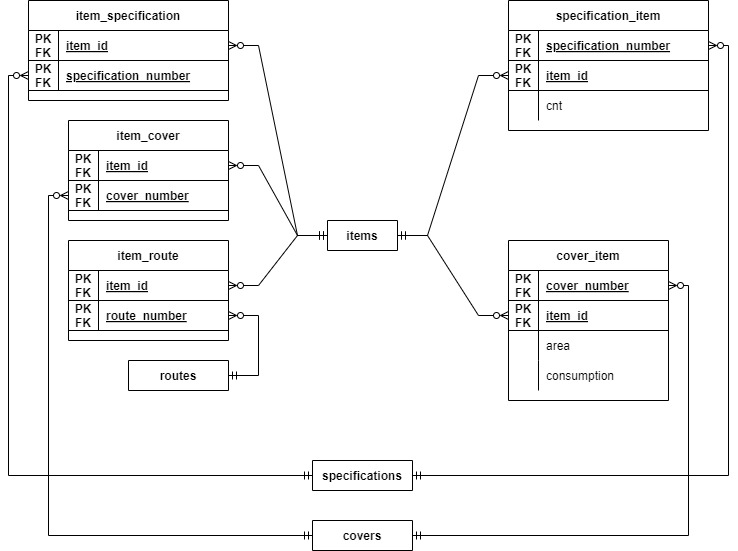 item_specification
PK
FK
item_id
PK
FK
specification_number
item_cover
PK
FK
item_id
PK
FK
cover_number
item_route
PK
FK
item_id
PK
FK
route_number
routes
items
specification_item
PK
FK
specification_number
PK
FK
item_id
cnt
cover_item
PK
FK
cover_number
PK
FK
item_id
area
consumption
specifications
covers